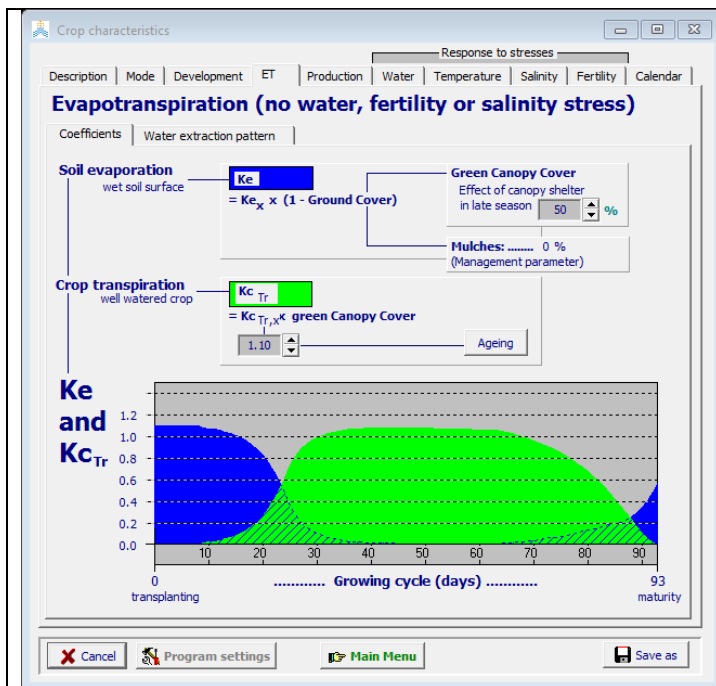 Crop characteristics
Response to stresses
Description Mode Development ET Production Water Temperature Salinity Fertility Calendar
Evapotranspiration (no water, fertility or salinity stress)
Coefficients Water extraction pattern
Soil evaporation
wet soil surface
Ke
= Kex x (1 - Ground Cover)
Green Canopy Cover
Effect of canopy shelter
in late season 50 %
Mulches: ........ 0 %
(Management parameter)
Crop transpiration
well watered crop
Kc Tr
= Kc Tr,x x green Canopy Cover
1.10 Ageing
Ke
and
KcTr
1.2
1.0
0.8
0.6
0.4
0.2
0.0
10 20 30 40 50 60 70 80 90
0 ............ Growing cycle (days) ............ 93
transplanting maturity
Cancel Program settings Main Menu Save as